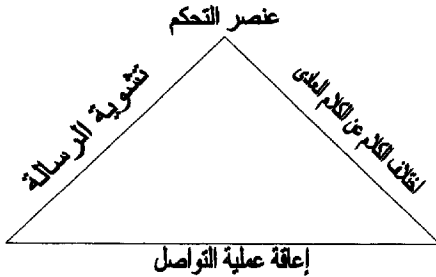 عنصر التحكم
تشوية الرسالة
اختلاف الكلام عن الكلام العادى
إعاقة عملية التواصل